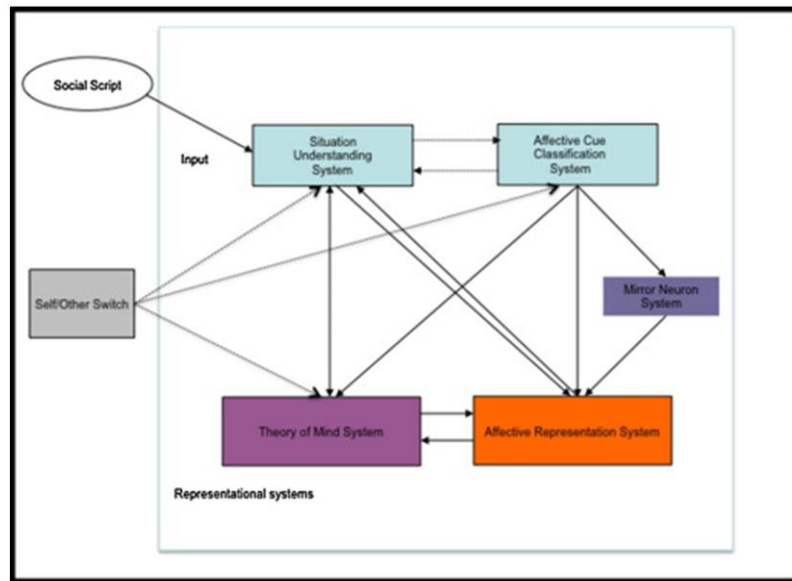 Social Script
Input
Situation
Understanding
System
Affective Cue
Classification
System
Self/Other Switch
Mirror Neuron
System
Theory of Mind System
Affective Representation System
Representational systems